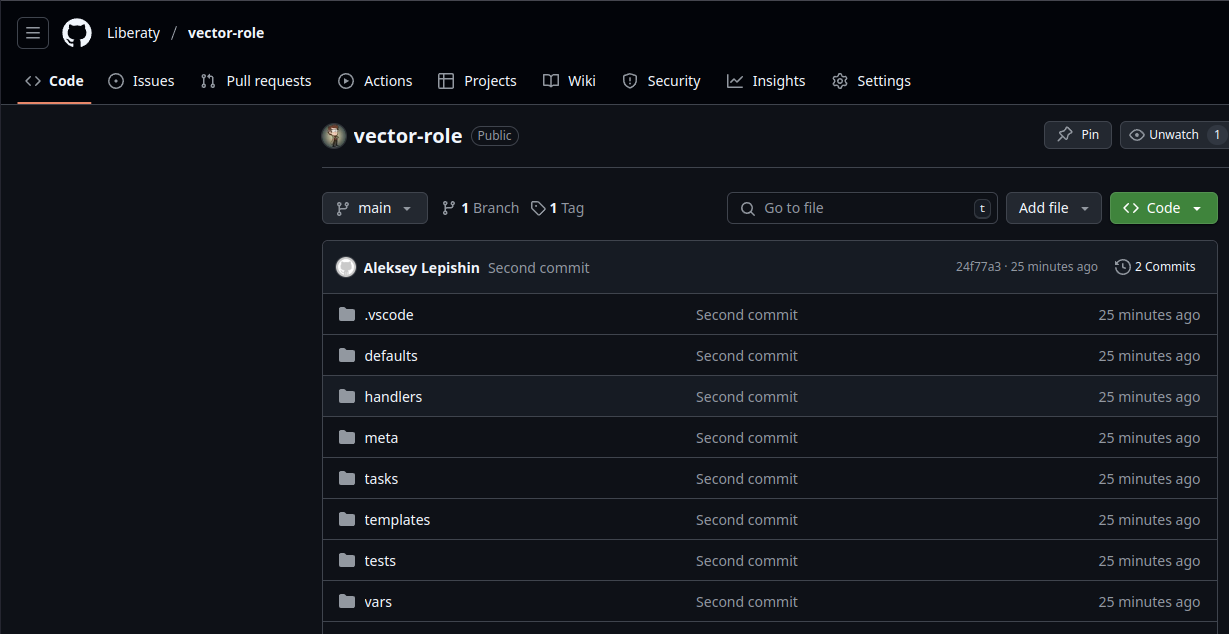 Liberaty / vector-role
Code Issues Pull requests Actions Projects Wiki Security Insights Settings
vector-role Public Pin Unwatch 1
main 1 Branch 1 Tag Go to file t Add file Code
Aleksey Lepishin Second commit 24f77a3 · 25 minutes ago 2 Commits
.vscode Second commit 25 minutes ago
defaults Second commit 25 minutes ago
handlers Second commit 25 minutes ago
meta Second commit 25 minutes ago
tasks Second commit 25 minutes ago
templates Second commit 25 minutes ago
tests Second commit 25 minutes ago
vars Second commit 25 minutes ago